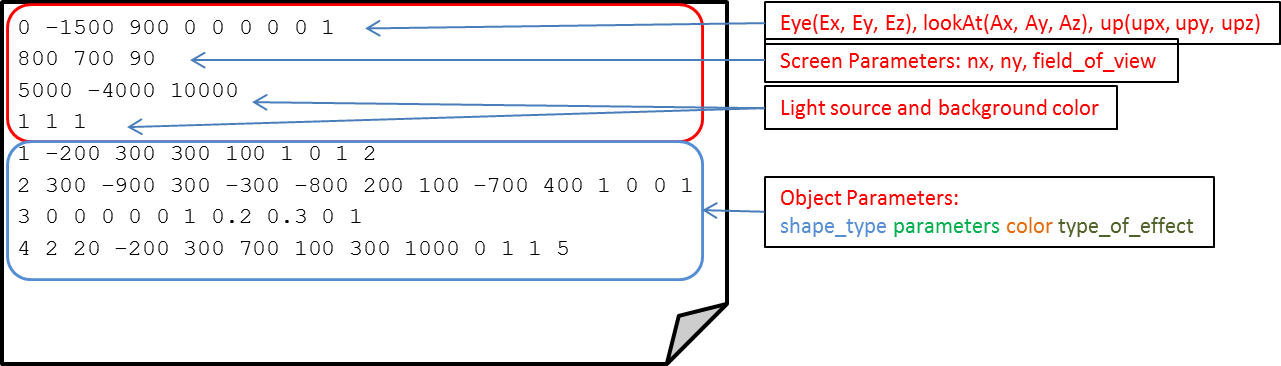 0 −1500 900 0 0 0 0 0 1
800 700 90
5000 −4000 10000
1 1 1
1 −200 300 300 100 1 0 1 2
2 300 −900 300 −300 −800 200 100 −700 400 1 0 0 1
3 0 0 0 0 0 1 0.2 0.3 0 1
4 2 20 −200 300 700 100 300 1000 0 1 1 5
Eye(Ex, Ey, Ez), lookAt(Ax, Ay, Az), up(upx, upy, upz)
Screen Parameters: nx, ny, field_of_view
Light source and background color
Object Parameters:
shape_type parameters color type_of_effect